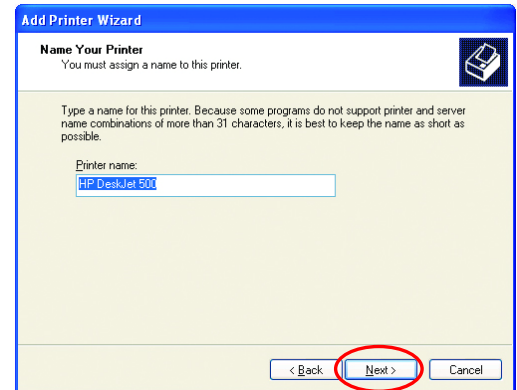 Add Printer Wizard
Name Your Printer
You must assign a name to this printer.
Type a name for this printer. Because some programs do not support printer and server
name combinations of more than 31 characters, it is best to keep the name as short as
possible.
Printer name:
HP DeskJet 500
< Back Next > Cancel